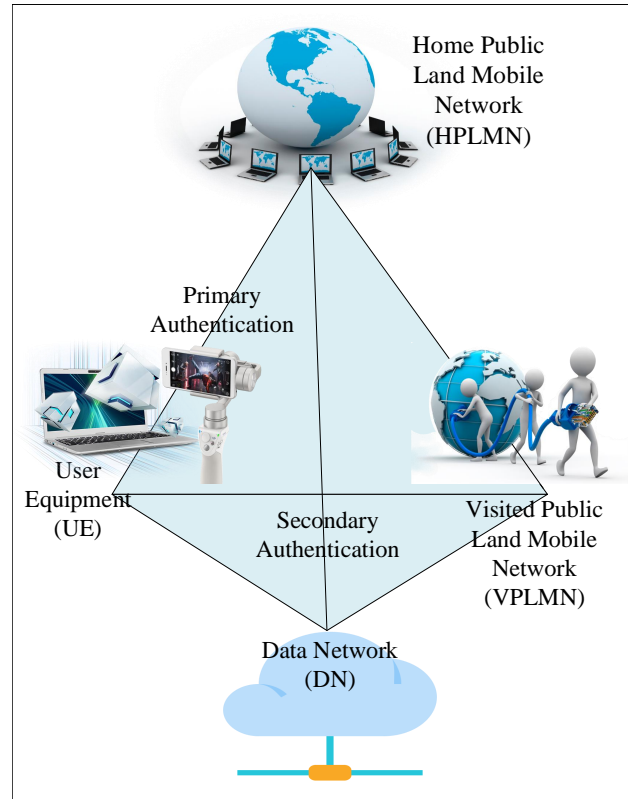 Home Public
Land Mobile
Network
(HPLMN)
Primary
Authentication
User
Equipment
(UE)
Secondary
Authentication
Visited Public
Land Mobile
Network
(VPLMN)
Data Network
(DN)